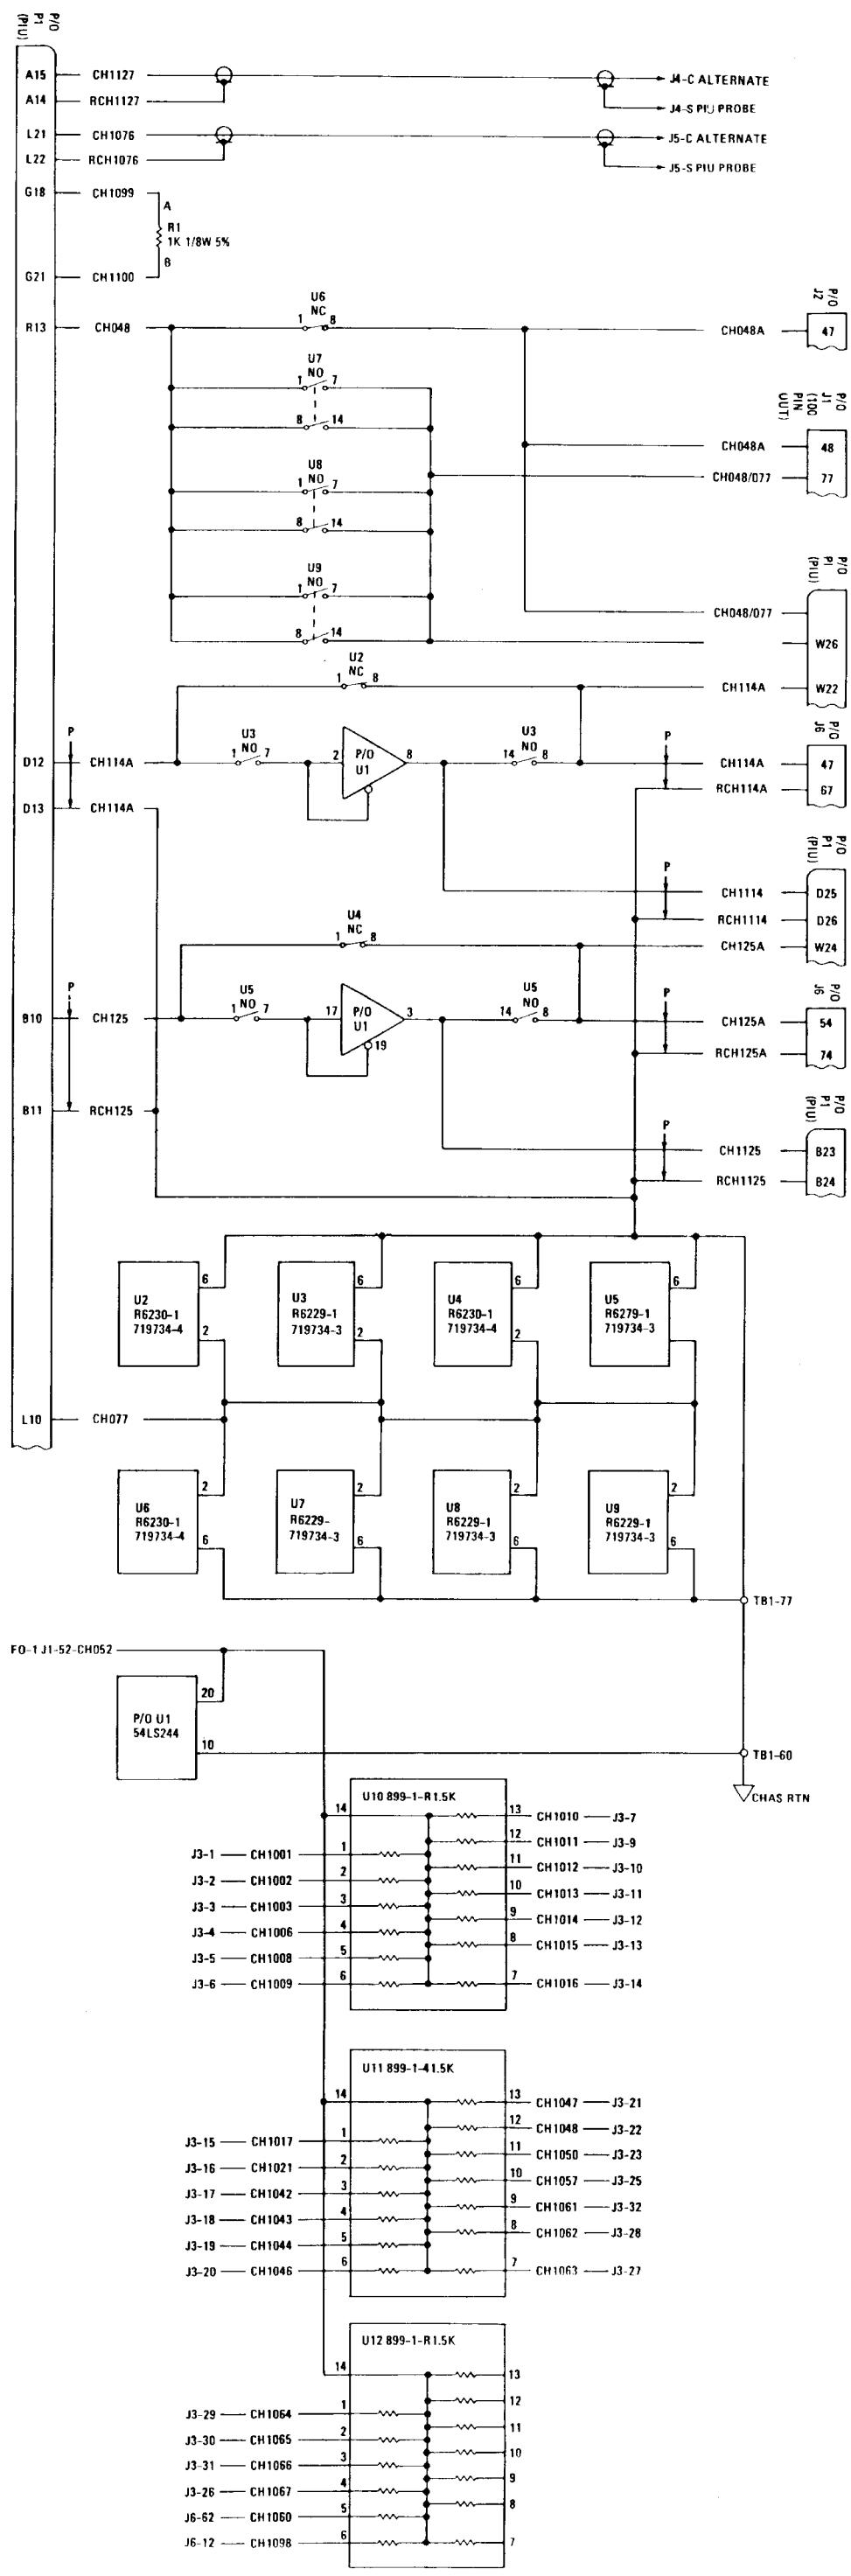 P/O
P1
(PIU)
A15 CH1127 J4-C ALTERNATE
A14 RCH1127
J4-S PIU PROBE
L21 CH1076 J5-C ALTERNATE
L22 RCH1076
J5-S PIU PROBE
G18 CH1099
A
R1
1K 1/8W 5%
B
G21 CH1100
P/O
J2
U6
NC
R13 CH048 1 8 CH048A 47
U7
NO
1 7
P/O
J1
(100
PIN
UUT)
8 14
CH048A 48
U8
NO
CH048/077 77
1 7
8 14
P/O
P1
(PIU)
U9
NO
1 7
CH048/077
8 14 W26
U2
NC
1 8 CH114A W22
P/O
J6
P U3
NO
P/O
U1
U3
NO
P
D12 CH114A 1 7 2 8 14 8 CH114A 47
RCH114A 67
D13 CH114A
P/O
P1
(PIU)
P
CH1114 D25
RCH1114 D26
U4
NC
1 8 CH125A W24
P/O
J6
P U5
NO
P/O
U1
U5
NO
P
B10 CH125 1 7 17 3 14 8 CH125A 54
19
RCH125A 74
B11 RCH125
P/O
P1
(PIU)
P
CH1125 B23
RCH1125 B24
U2
R6230-1
719734-4
6
2
U3
R6229-1
719734-3
6
2
U4
R6230-1
719734-4
6
2
U5
R6279-1
719734-3
6
L10 CH077
U6
R6230-1
719734-4
2
6
U7
R6229-
719734-3
2
6
U8
R6229-1
719734-3
2
6
U9
R6229-1
719734-3
2
6
TB1-77
FO-1 J1-52-CH052
P/O U1
54LS244
20
10
TB1-60
CHAS RTN
U10 899-1-R1.5K
14 13 CH1010 J3-7
12 CH1011 J3-9
J3-1 CH1001 1
11 CH1012 J3-10
J3-2 CH1002 2
10 CH1013 J3-11
J3-3 CH1003 3
9 CH1014 J3-12
J3-4 CH1006 4
8 CH1015 J3-13
J3-5 CH1008 5
J3-6 CH1009 6 7 CH1016 J3-14
U11 899-1-41.5K
14 13 CH1047 J3-21
12 CH1048 J3-22
J3-15 CH1017 1
11 CH1050 J3-23
J3-16 CH1021 2
10 CH1057 J3-25
J3-17 CH1042 3
9 CH1061 J3-32
J3-18 CH1043 4
8 CH1062 J3-28
J3-19 CH1044 5
J3-20 CH1046 6 7 CH1063 J3-27
U12 899-1-R1.5K
14 13
12
J3-29 CH1064 1
11
J3-30 CH1065 2
10
J3-31 CH1066 3
9
J3-26 CH1067 4
8
J6-62 CH1060 5
J6-12 CH1098 6 7